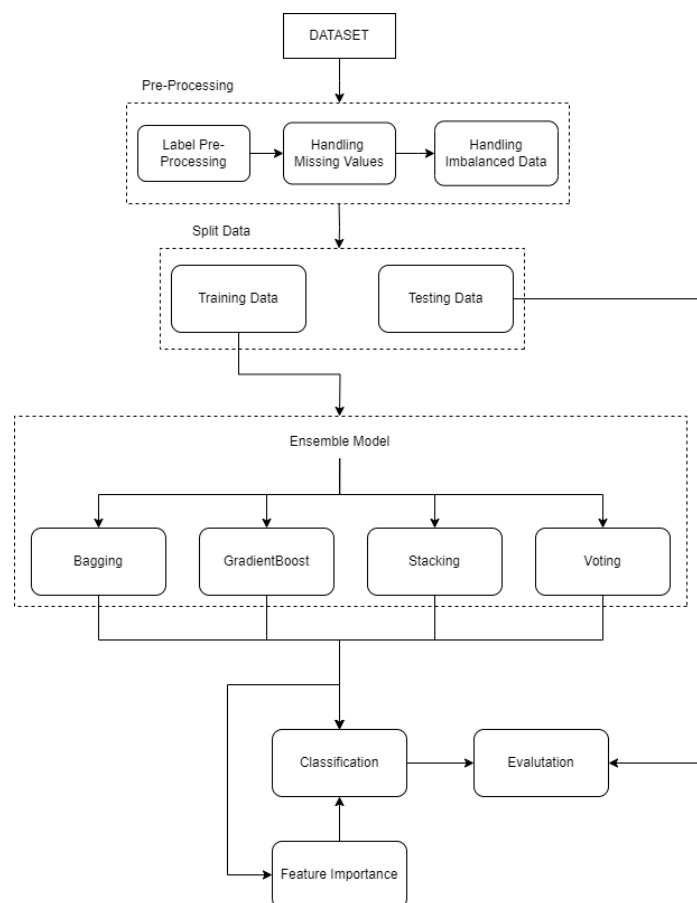 DATASET
Pre-Processing
Label Pre-
Processing
Handling
Missing Values
Handling
Imbalanced Data
Split Data
Training Data
Testing Data
Ensemble Model
Bagging
GradientBoost
Stacking
Voting
Classification
Evalutation
Feature Importance